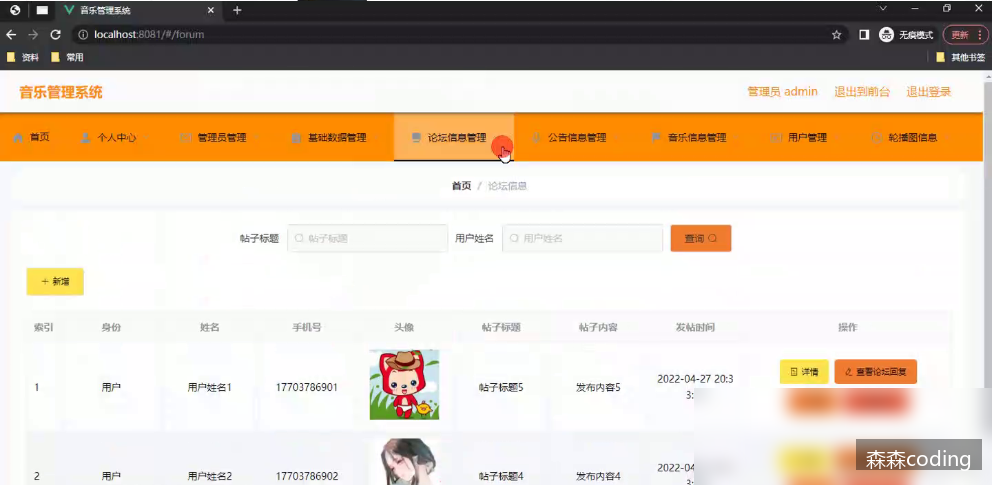 音乐管理系统
localhost:8081/#/forum
无痕模式
更新
资料
常用
其他书签
音乐管理系统
管理员 admin
退出到前台
退出登录
首页
个人中心
管理员管理
基础数据管理
论坛信息管理
公告信息管理
音乐信息管理
用户管理
轮播图信息
首页 / 论坛信息
帖子标题 帖子标题 用户姓名 用户姓名 查询
+ 新增
索引 身份 姓名 手机号 头像 帖子标题 帖子内容 发帖时间 操作
1 用户 用户姓名1 17703786901 帖子标题5 发布内容5 2022-04-27 20:3
3:
详情 查看论坛回复
2 用户 用户姓名2 17703786902 帖子标题4 发布内容4 2022-04
森森coding